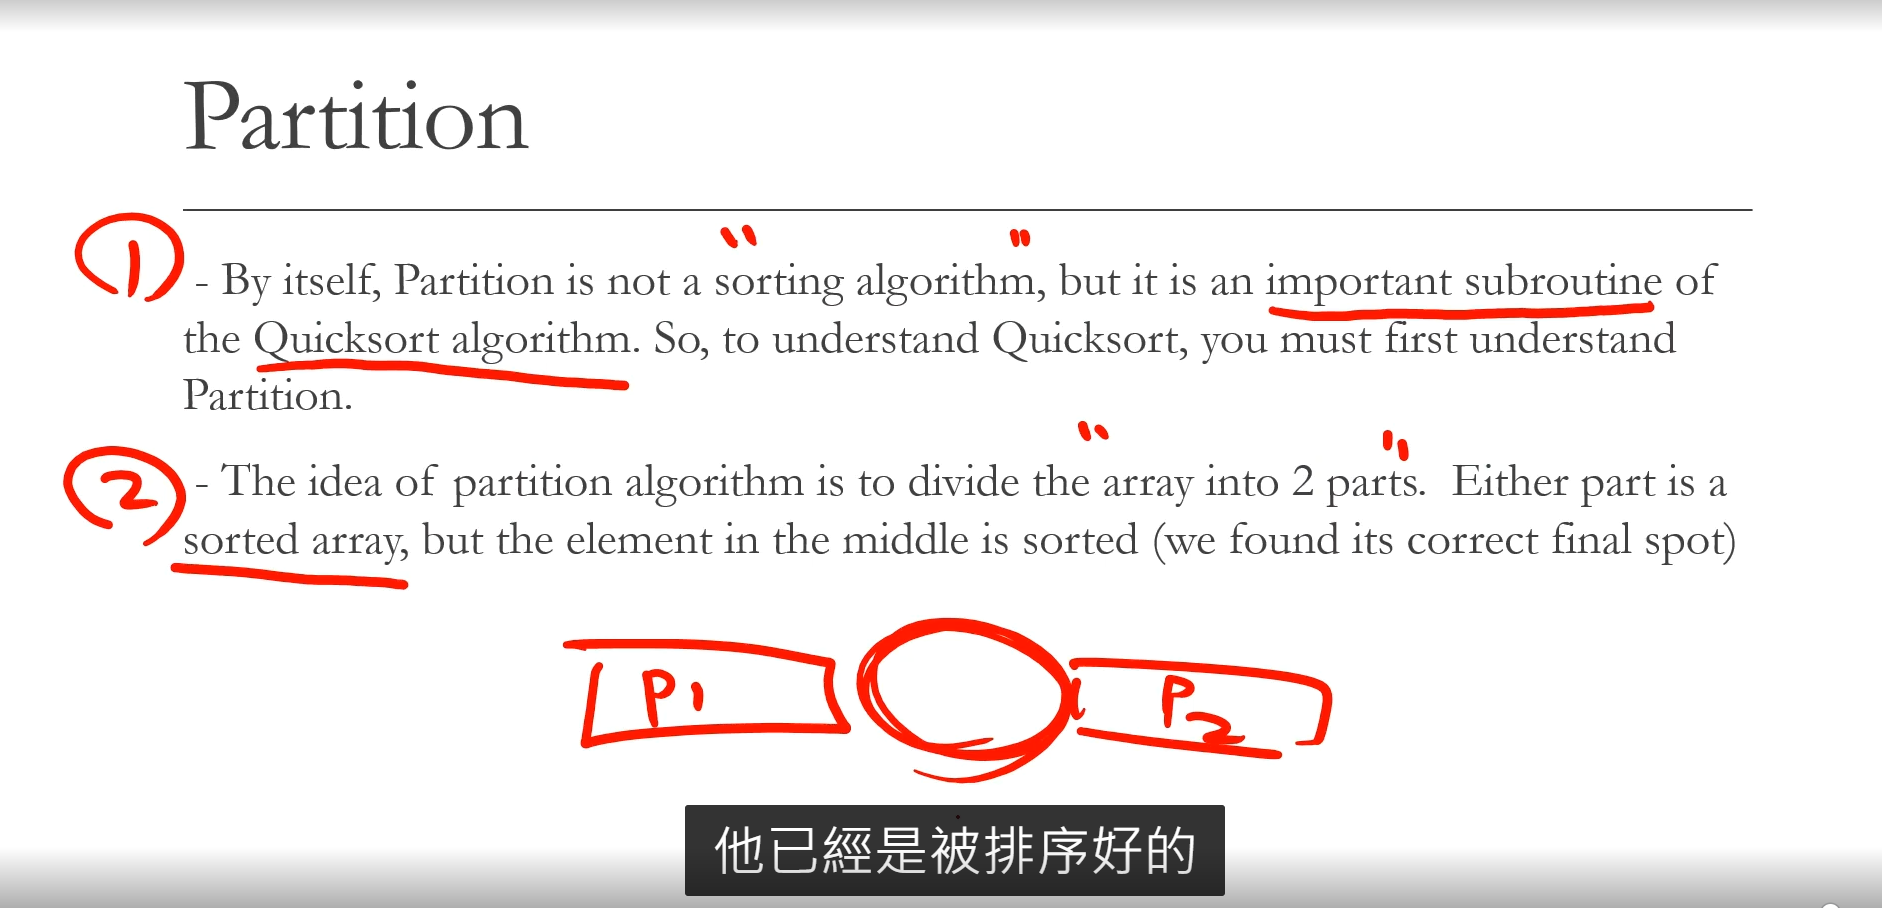 Partition
① - By itself, Partition is not a "sorting algorithm", but it is an important subroutine of
the Quicksort algorithm. So, to understand Quicksort, you must first understand
Partition.
② - The idea of partition algorithm is to divide the "array into 2 parts". Either part is a
sorted array, but the element in the middle is sorted (we found its correct final spot)
P1 P2
他已經是被排序好的